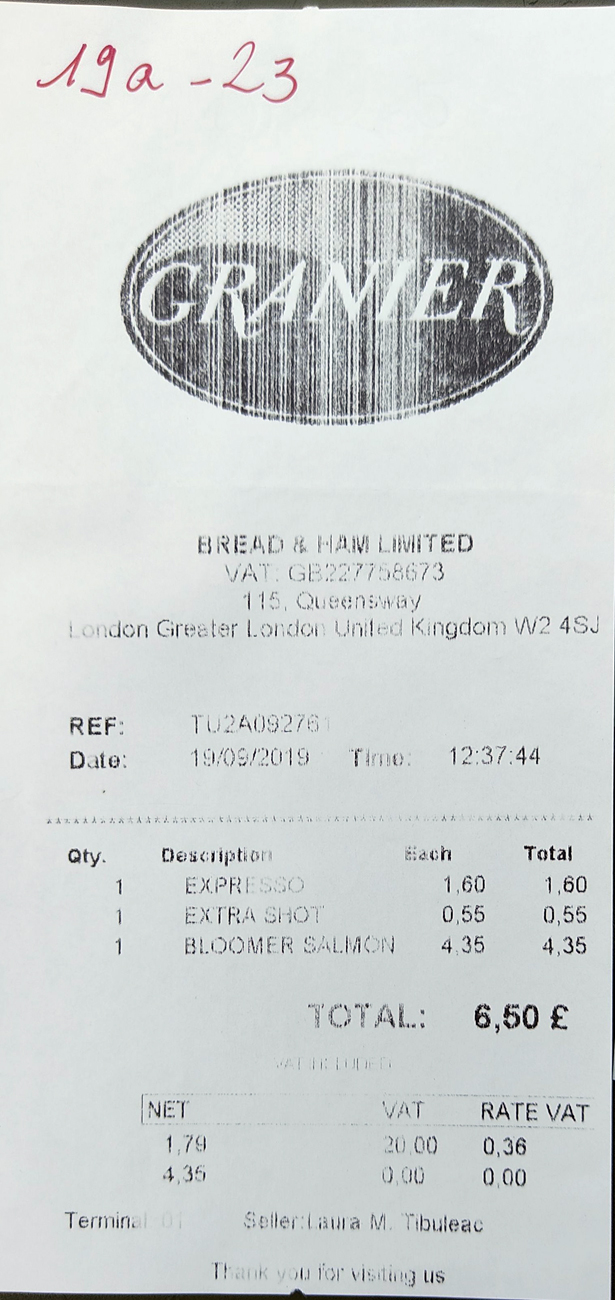 19a - 23
GRANIER
BREAD & HAM LIMITED
VAT: GB227758673
115, Queensway
London Greater London United Kingdom W2 4SJ
REF: TU2A092761
Date: 19/09/2019 Time: 12:37:44
Qty. Description Each Total
1 EXPRESSO 1,60 1,60
1 EXTRA SHOT 0,55 0,55
1 BLOOMER SALMON 4,35 4,35
TOTAL: 6,50 £
VAT INCLUDED
NET VAT RATE VAT
1,79 20,00 0,36
4,35 0,00 0,00
Terminal 01 Seller:Laura M. Tibuleac
Thank you for visiting us